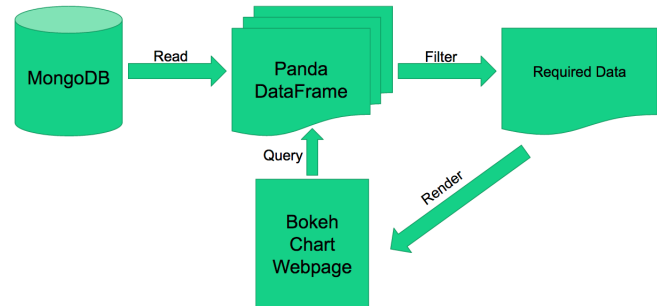 MongoDB
Read
Panda
DataFrame
Filter
Required Data
Query
Render
Bokeh
Chart
Webpage